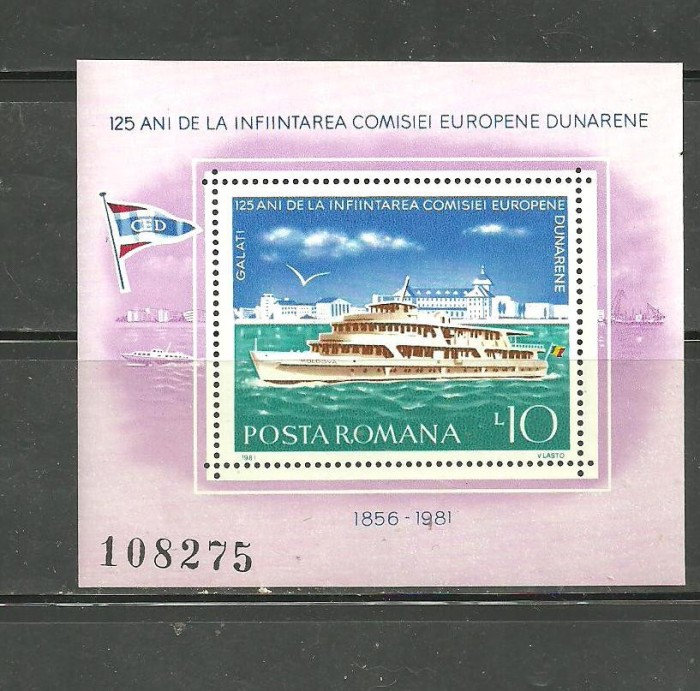 125 ANI DE LA INFIINTAREA COMISIEI EUROPENE DUNARENE
CED
125 ANI DE LA INFIINTAREA COMISIEI EUROPENE
DUNARENE
GALATI
MOLDOVA
POSTA ROMANA
L10
1981
VLASTO
1856 - 1981
108275